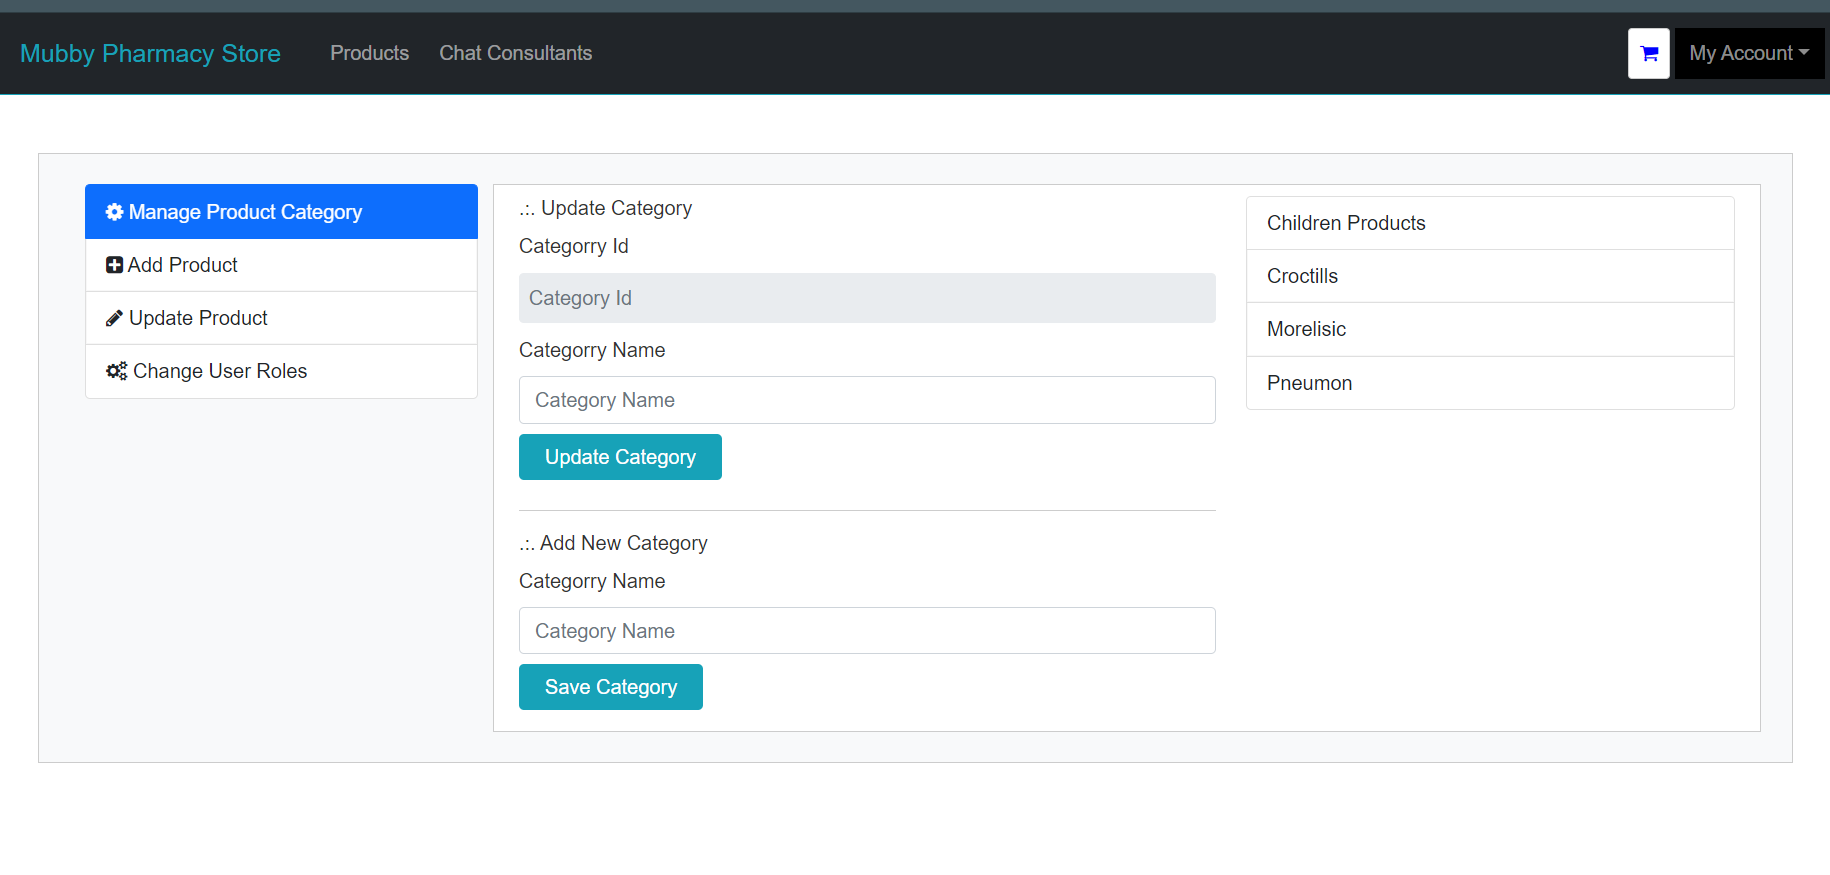 Mubby Pharmacy Store
Products
Chat Consultants
My Account
Manage Product Category
Add Product
Update Product
Change User Roles
.:. Update Category
Categorry Id
Category Id
Categorry Name
Category Name
Update Category
.:. Add New Category
Categorry Name
Category Name
Save Category
Children Products
Croctills
Morelisic
Pneumon